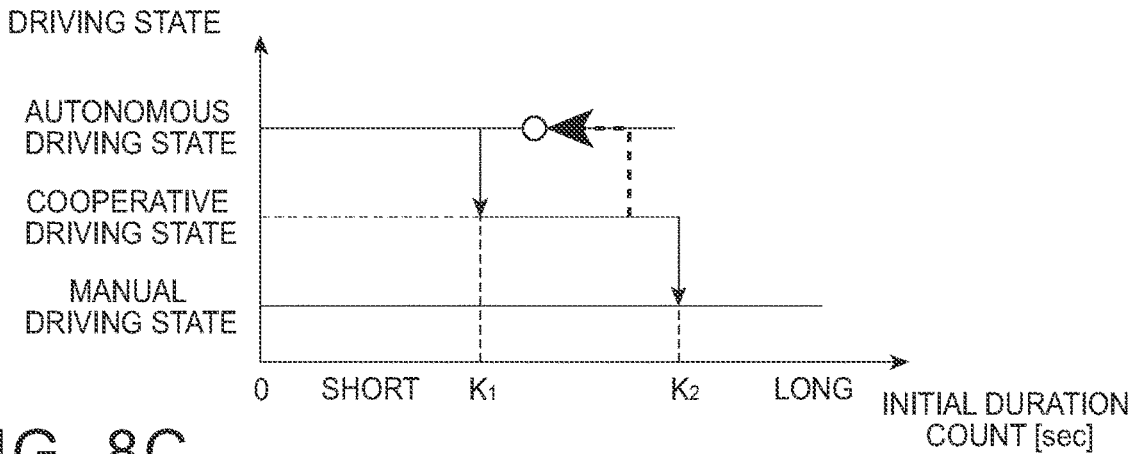 DRIVING STATE
AUTONOMOUS
DRIVING STATE
COOPERATIVE
DRIVING STATE
MANUAL
DRIVING STATE
0 SHORT K1 K2 LONG
INITIAL DURATION
COUNT [sec]
8C